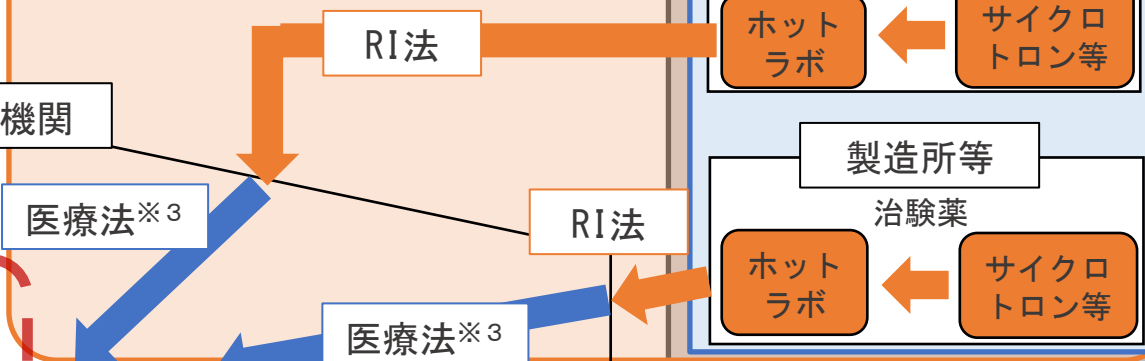 RI法
ホット
ラボ
サイクロ
トロン等
機関
製造所等
医療法※3
RI法
治験薬
ホット
ラボ
サイクロ
トロン等
医療法※3